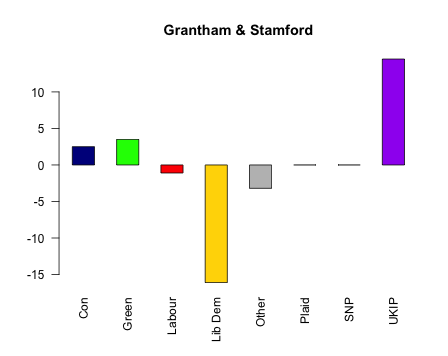 Grantham & Stamford
10
5
0
-5
-10
-15
Con
Green
Labour
Lib Dem
Other
Plaid
SNP
UKIP